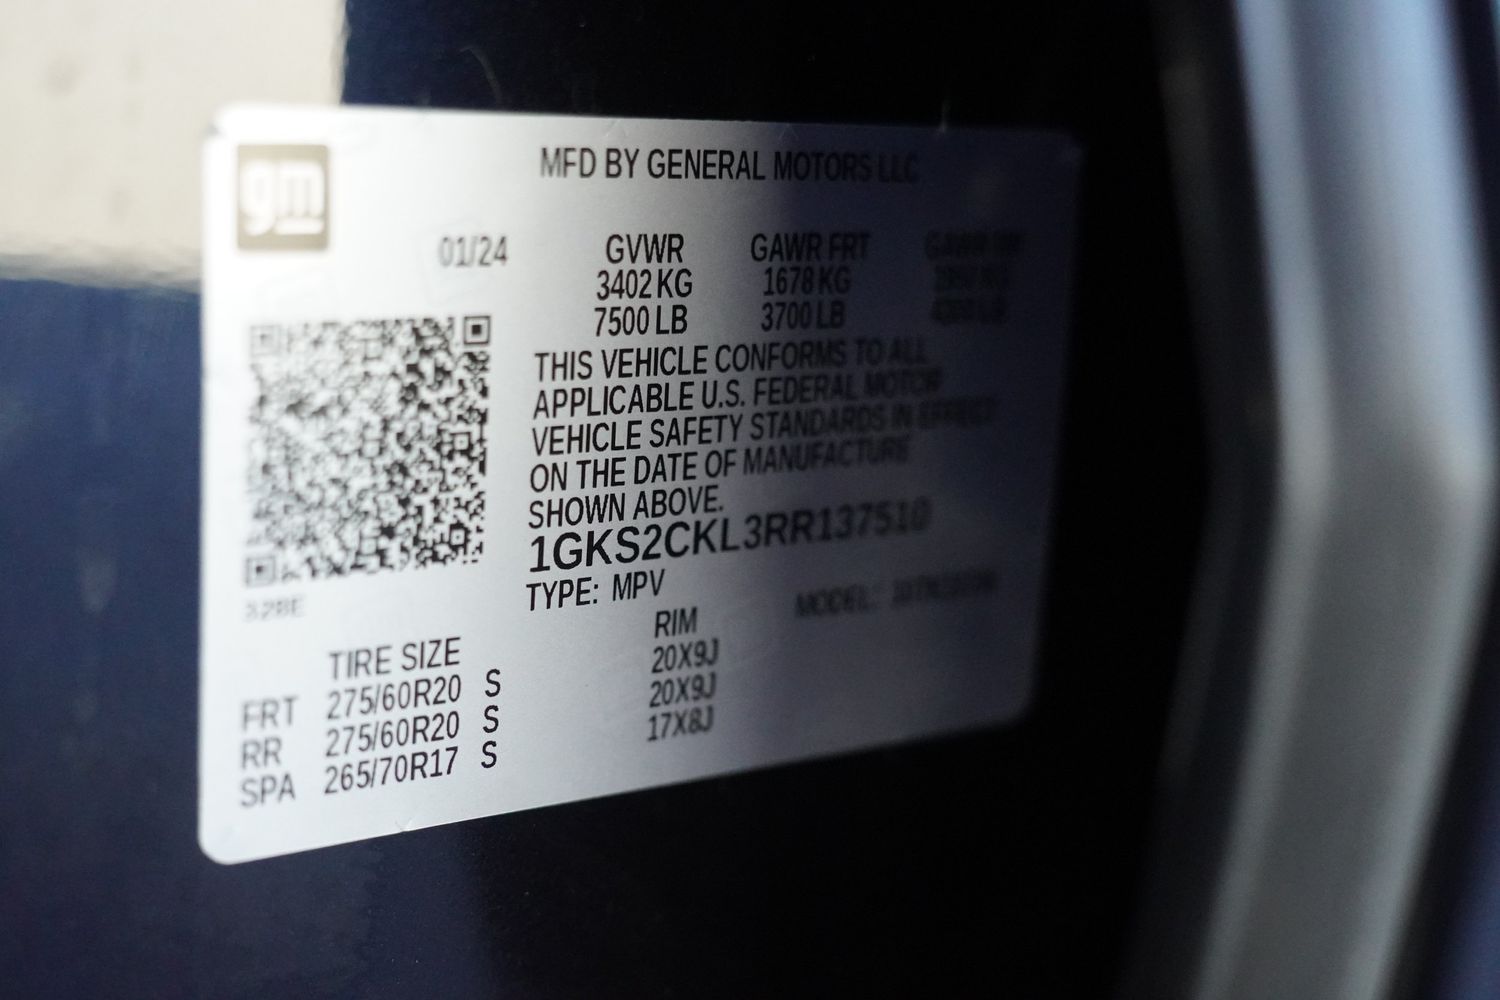 gm
MFD BY GENERAL MOTORS LLC
01/24 GVWR GAWR FRT
3402 KG 1678 KG
7500 LB 3700 LB
THIS VEHICLE CONFORMS TO ALL
APPLICABLE U.S. FEDERAL MOTOR
VEHICLE SAFETY STANDARDS IN EFFECT
ON THE DATE OF MANUFACTURE
SHOWN ABOVE.
1GKS2CKL3RR137510
TYPE: MPV MODEL:
TIRE SIZE RIM
FRT 275/60R20 S 20X9J
RR 275/60R20 S 20X9J
SPA 265/70R17 S 17X8J